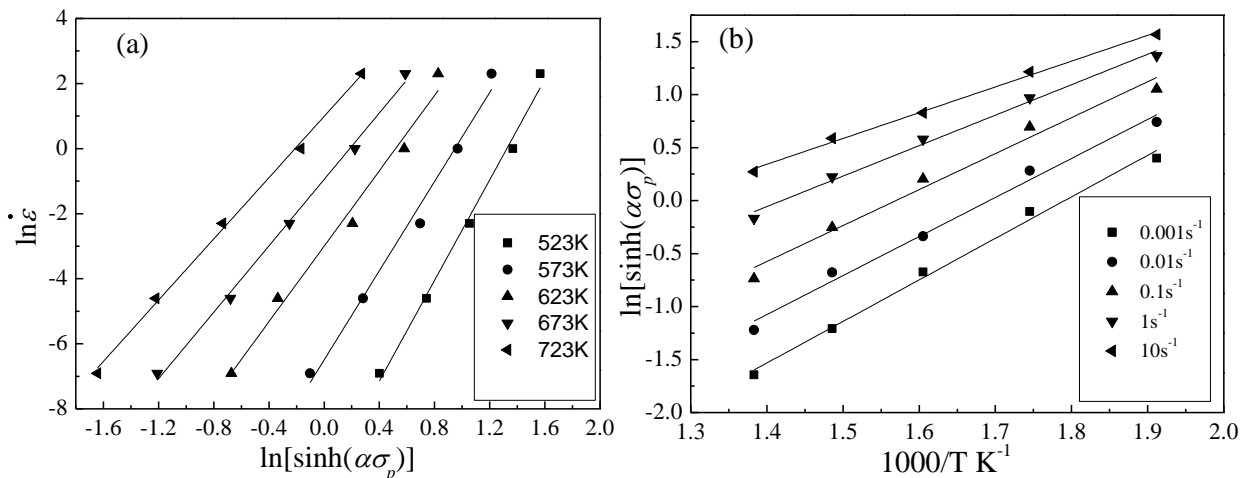 (a)
4
2
0
-2
-4
-6
-8
lnε̇
-1.6 -1.2 -0.8 -0.4 0.0 0.4 0.8 1.2 1.6 2.0
ln[sinh(ασ_p)]
523K
573K
623K
673K
723K
(b)
1.5
1.0
0.5
0.0
-0.5
-1.0
-1.5
-2.0
ln[sinh(ασ_p)]
1.3 1.4 1.5 1.6 1.7 1.8 1.9 2.0
1000/T K⁻¹
0.001s⁻¹
0.01s⁻¹
0.1s⁻¹
1s⁻¹
10s⁻¹